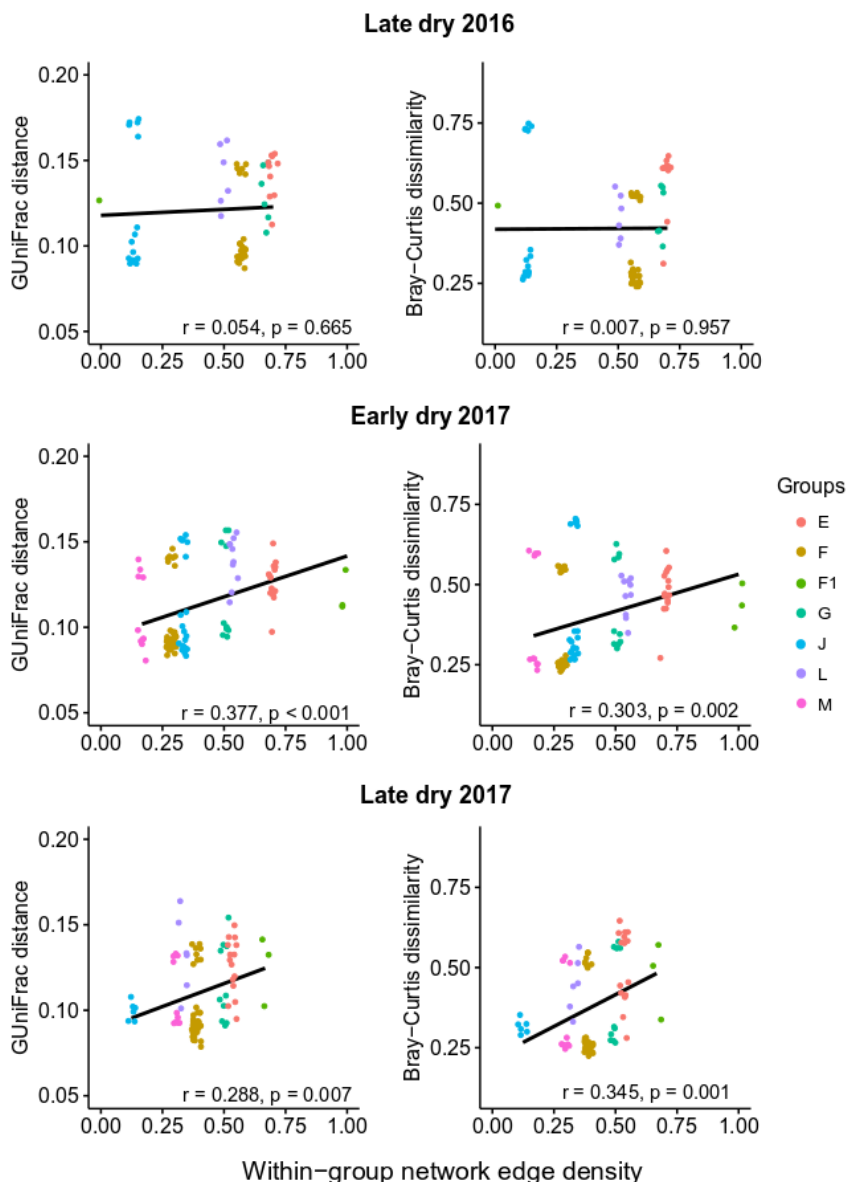 Late dry 2016
GUniFrac distance
0.20
0.15
0.10
0.05
r = 0.054, p = 0.665
0.00 0.25 0.50 0.75 1.00
Bray−Curtis dissimilarity
0.75
0.50
0.25
r = 0.007, p = 0.957
0.00 0.25 0.50 0.75 1.00
Early dry 2017
GUniFrac distance
0.20
0.15
0.10
0.05
r = 0.377, p < 0.001
0.00 0.25 0.50 0.75 1.00
Bray−Curtis dissimilarity
0.75
0.50
0.25
r = 0.303, p = 0.002
0.00 0.25 0.50 0.75 1.00
Groups
E
F
F1
G
J
L
M
Late dry 2017
GUniFrac distance
0.20
0.15
0.10
0.05
r = 0.288, p = 0.007
0.00 0.25 0.50 0.75 1.00
Bray−Curtis dissimilarity
0.75
0.50
0.25
r = 0.345, p = 0.001
0.00 0.25 0.50 0.75 1.00
Within−group network edge density